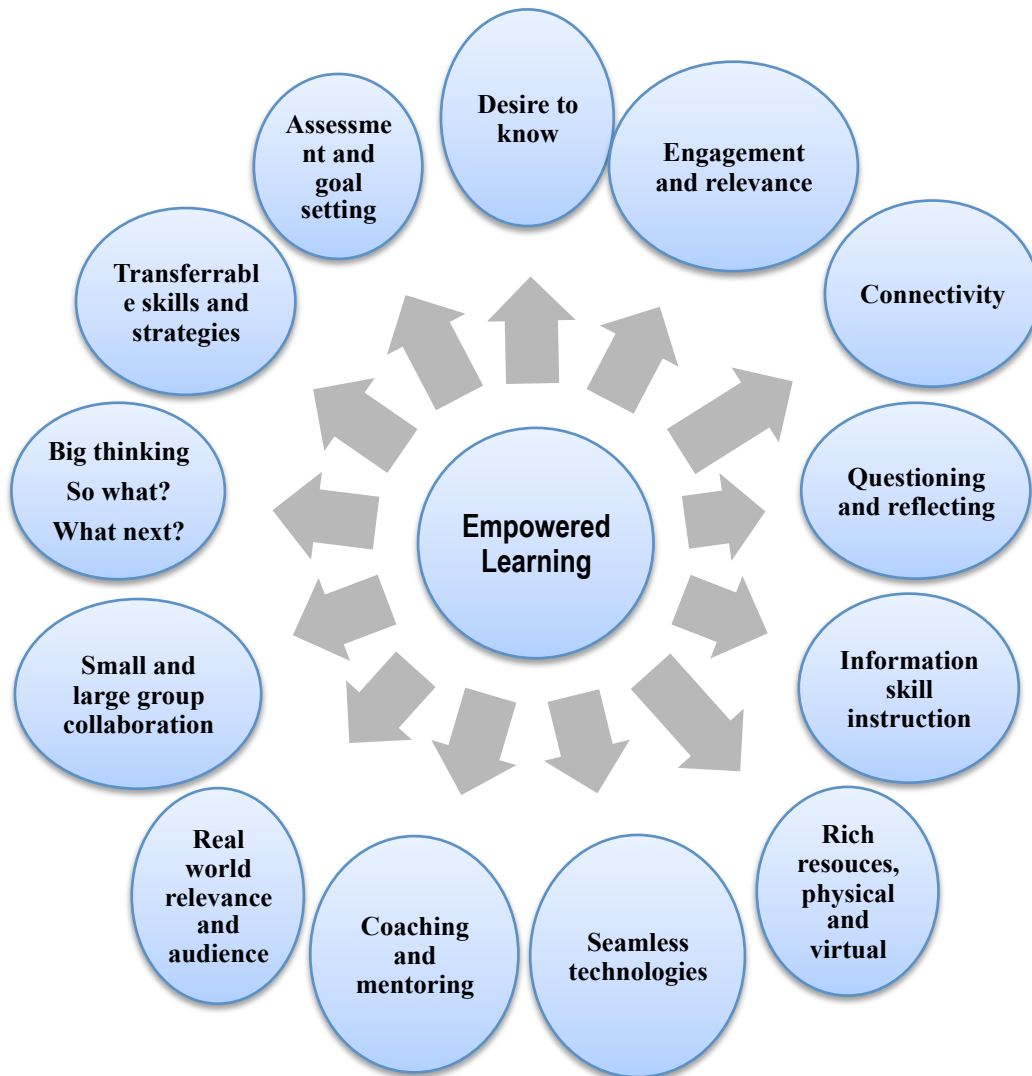 Desire to
know
Engagement
and relevance
Connectivity
Questioning
and reflecting
Information
skill
instruction
Rich
resouces,
physical
and
virtual
Seamless
technologies
Coaching
and
mentoring
Real
world
relevance
and
audience
Small and
large group
collaboration
Big thinking
So what?
What next?
Transferrabl
e skills and
strategies
Assessme
nt and
goal
setting
Empowered
Learning